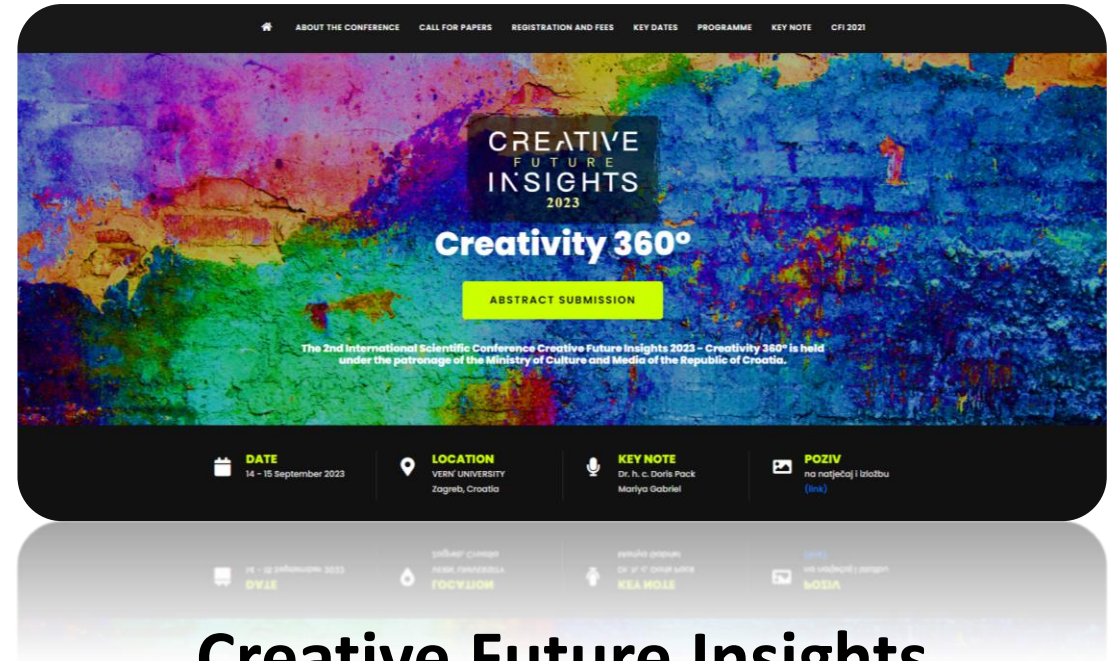 ABOUT THE CONFERENCE CALL FOR PAPERS REGISTRATION AND FEES KEY DATES PROGRAMME KEY NOTE CFI 2021
CREATIVE
FUTURE
INSIGHTS
2023
Creativity 360°
ABSTRACT SUBMISSION
The 2nd International Scientific Conference Creative Future Insights 2023 - Creativity 360° is held
under the patronage of the Ministry of Culture and Media of the Republic of Croatia.
DATE
14 - 15 September 2023
LOCATION
VERN' UNIVERSITY
Zagreb, Croatia
KEY NOTE
Dr. h. c. Doris Pack
Mariya Gabriel
POZIV
na natječaj i izložbu
(link)
Creative Future Insights